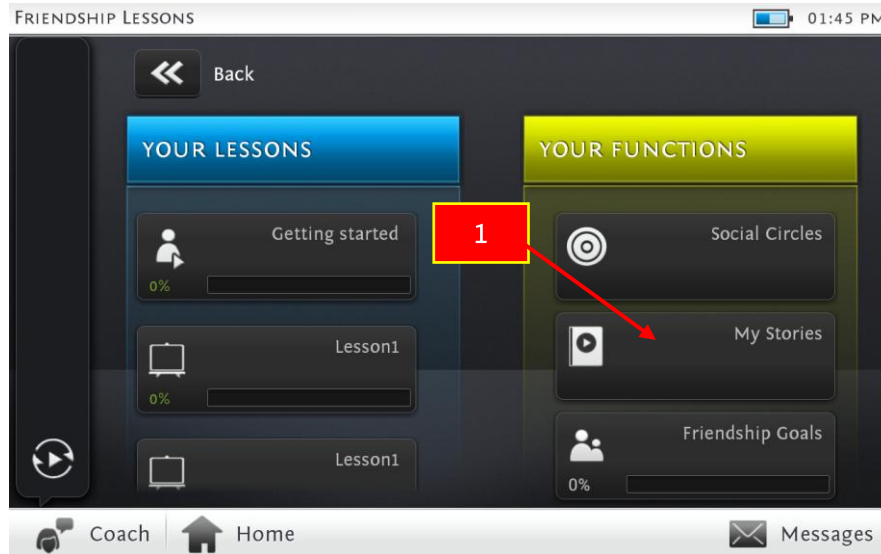 FRIENDSHIP LESSONS
01:45 PM
Back
YOUR LESSONS
Getting started
0%
Lesson1
0%
Lesson1
1
YOUR FUNCTIONS
Social Circles
My Stories
Friendship Goals
0%
Coach
Home
Messages